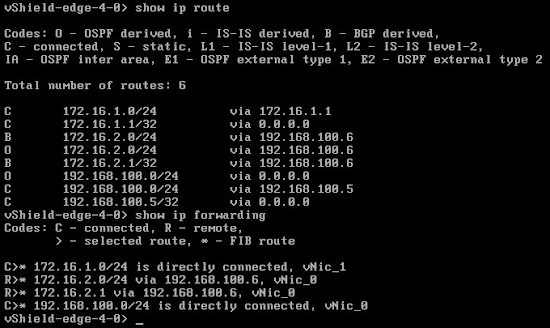 vShield-edge-4-0> show ip route
Codes: O - OSPF derived, i - IS-IS derived, B - BGP derived,
C - connected, S - static, L1 - IS-IS level-1, L2 - IS-IS level-2,
IA - OSPF inter area, E1 - OSPF external type 1, E2 - OSPF external type 2
Total number of routes: 6
C 172.16.1.0/24 via 172.16.1.1
C 172.16.1.1/32 via 0.0.0.0
B 172.16.2.0/24 via 192.168.100.6
O 172.16.2.0/24 via 192.168.100.6
B 172.16.2.1/32 via 192.168.100.6
O 192.168.100.0/24 via 0.0.0.0
C 192.168.100.0/24 via 192.168.100.5
C 192.168.100.5/32 via 0.0.0.0
vShield-edge-4-0> show ip forwarding
Codes: C - connected, R - remote,
> - selected route, * - FIB route
C>* 172.16.1.0/24 is directly connected, vNic_1
R>* 172.16.2.0/24 via 192.168.100.6, vNic_0
R>* 172.16.2.1 via 192.168.100.6, vNic_0
C>* 192.168.100.0/24 is directly connected, vNic_0
vShield-edge-4-0> _